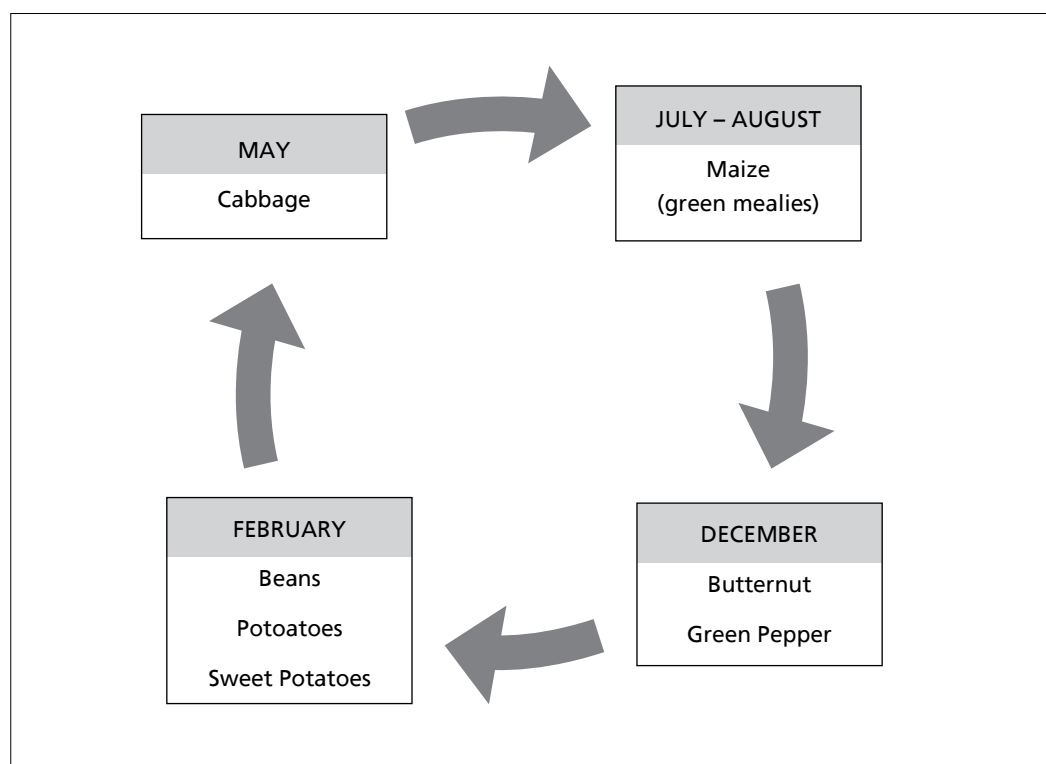 MAY
Cabbage
JULY – AUGUST
Maize
(green mealies)
DECEMBER
Butternut
Green Pepper
FEBRUARY
Beans
Potoatoes
Sweet Potatoes